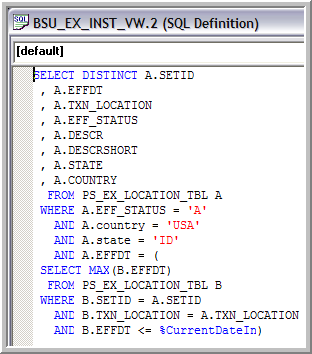 SQL
BSU_EX_INST_VW.2 (SQL Definition)
[default]
SELECT DISTINCT A.SETID
, A.EFFDT
, A.TXN_LOCATION
, A.EFF_STATUS
, A.DESCR
, A.DESCRSHORT
, A.STATE
, A.COUNTRY
FROM PS_EX_LOCATION_TBL A
WHERE A.EFF_STATUS = 'A'
AND A.country = 'USA'
AND A.state = 'ID'
AND A.EFFDT = (
SELECT MAX(B.EFFDT)
FROM PS_EX_LOCATION_TBL B
WHERE B.SETID = A.SETID
AND B.TXN_LOCATION = A.TXN_LOCATION
AND B.EFFDT <= %CurrentDateIn)